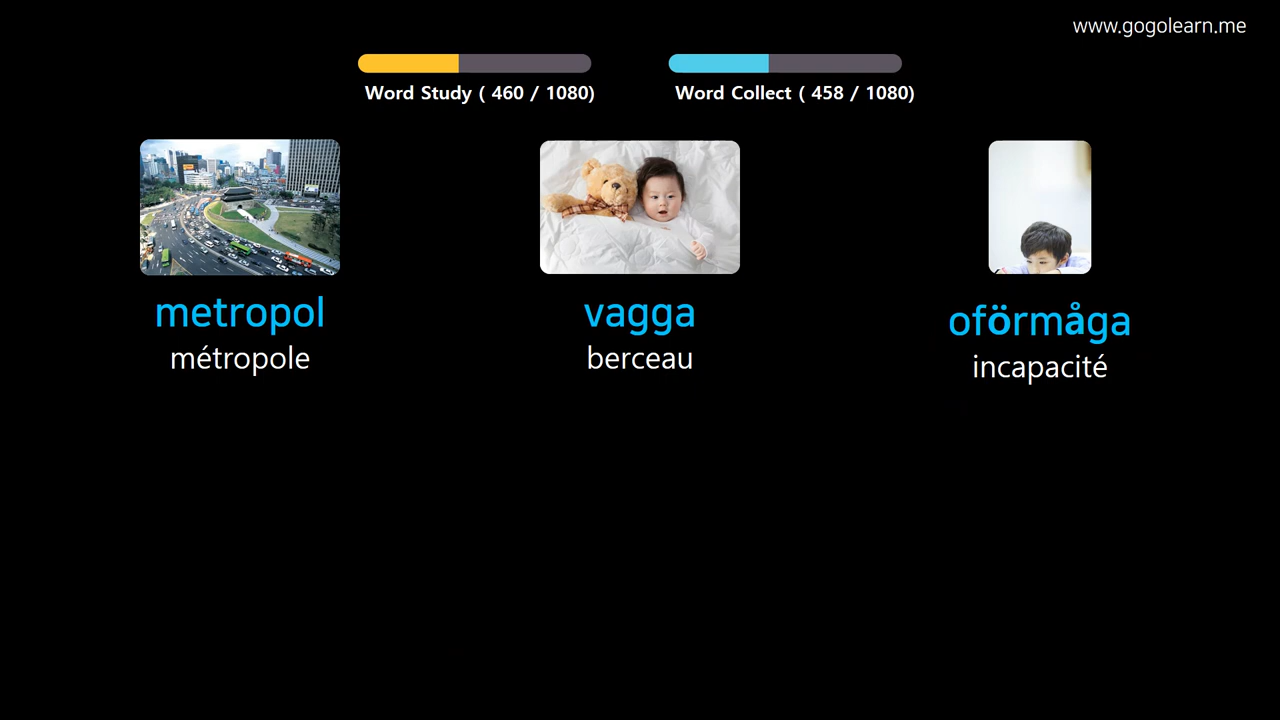 www.gogolearn.me
Word Study ( 460 / 1080)
Word Collect ( 458 / 1080)
metropol
métropole
vagga
berceau
oförmåga
incapacité